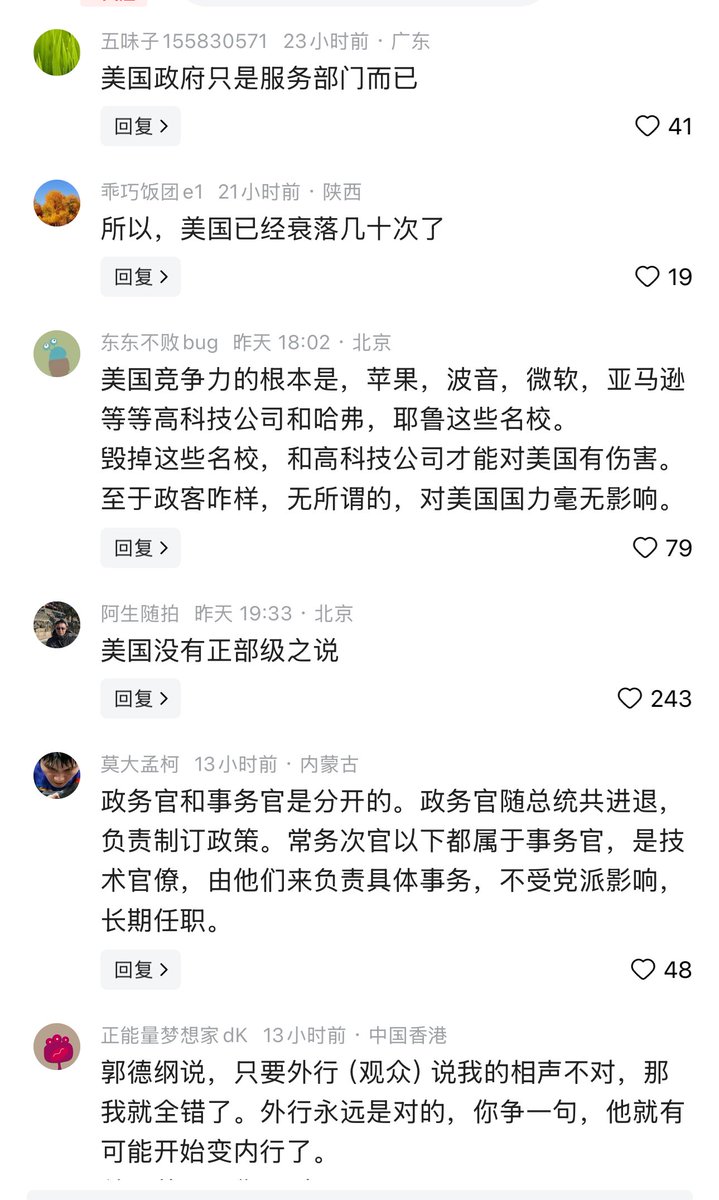 五味子155830571 23小时前 · 广东
美国政府只是服务部门而已
回复 >
41
乖巧饭团e1 21小时前 · 陕西
所以，美国已经衰落几十次了
回复 >
19
东东不败bug 昨天 18:02 · 北京
美国竞争力的根本是，苹果，波音，微软，亚马逊
等等高科技公司和哈弗，耶鲁这些名校。
毁掉这些名校，和高科技公司才能对美国有伤害。
至于政客咋样，无所谓的，对美国国力毫无影响。
回复 >
79
阿生随拍 昨天 19:33 · 北京
美国没有正部级之说
回复 >
243
莫大孟柯 13小时前 · 内蒙古
政务官和事务官是分开的。政务官随总统共进退，
负责制订政策。常务次官以下都属于事务官，是技
术官僚，由他们来负责具体事务，不受党派影响，
长期任职。
回复 >
48
正能量梦想家dK 13小时前 · 中国香港
郭德纲说，只要外行（观众）说我的相声不对，那
我就全错了。外行永远是对的，你争一句，他就有
可能开始变内行了。